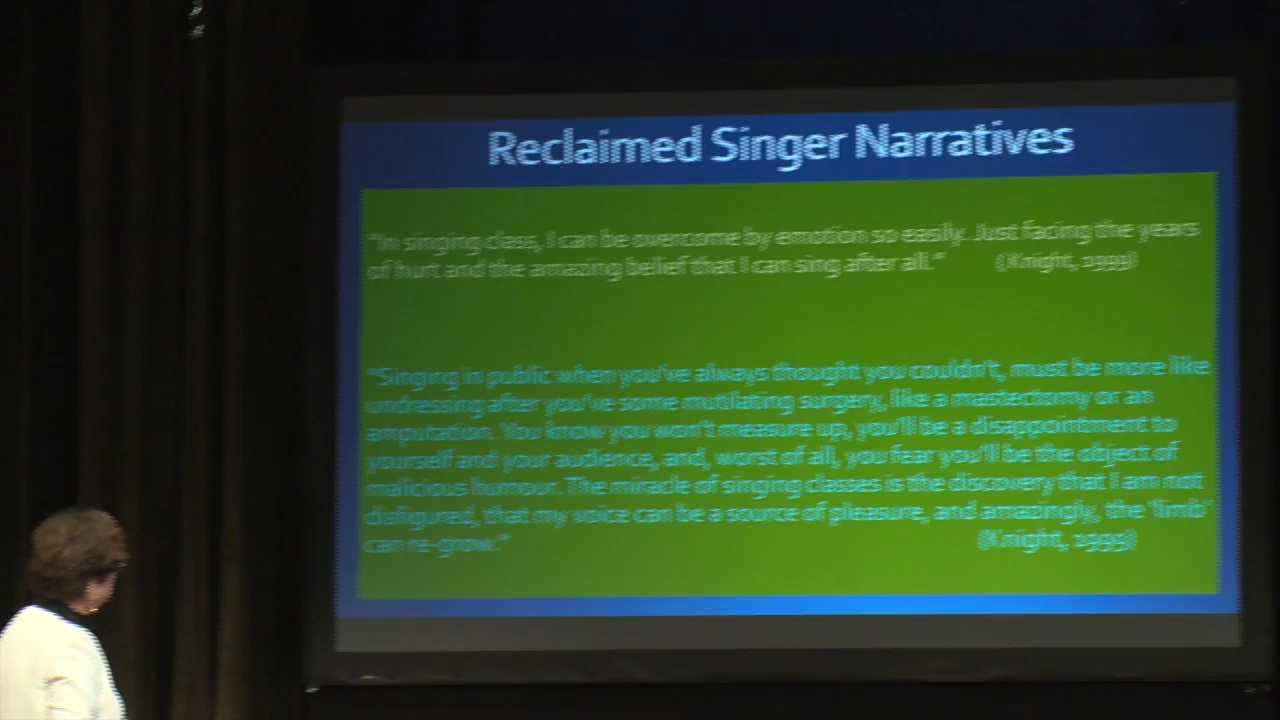 Reclaimed Singer Narratives
"In singing class, I can be overcome by emotion so easily. Just facing the years
of hurt and the amazing belief that I can sing after all." (Knight, 1999)
"Singing in public when you've always thought you couldn't, must be more like
undressing after you've some mutilating surgery, like a mastectomy or an
amputation. You know you won't measure up, you'll be a disappointment to
yourself and your audience, and, worst of all, you fear you'll be the object of
malicious humour. The miracle of singing classes is the discovery that I am not
disfigured, that my voice can be a source of pleasure, and amazingly, the 'limb'
can re-grow." (Knight, 1999)